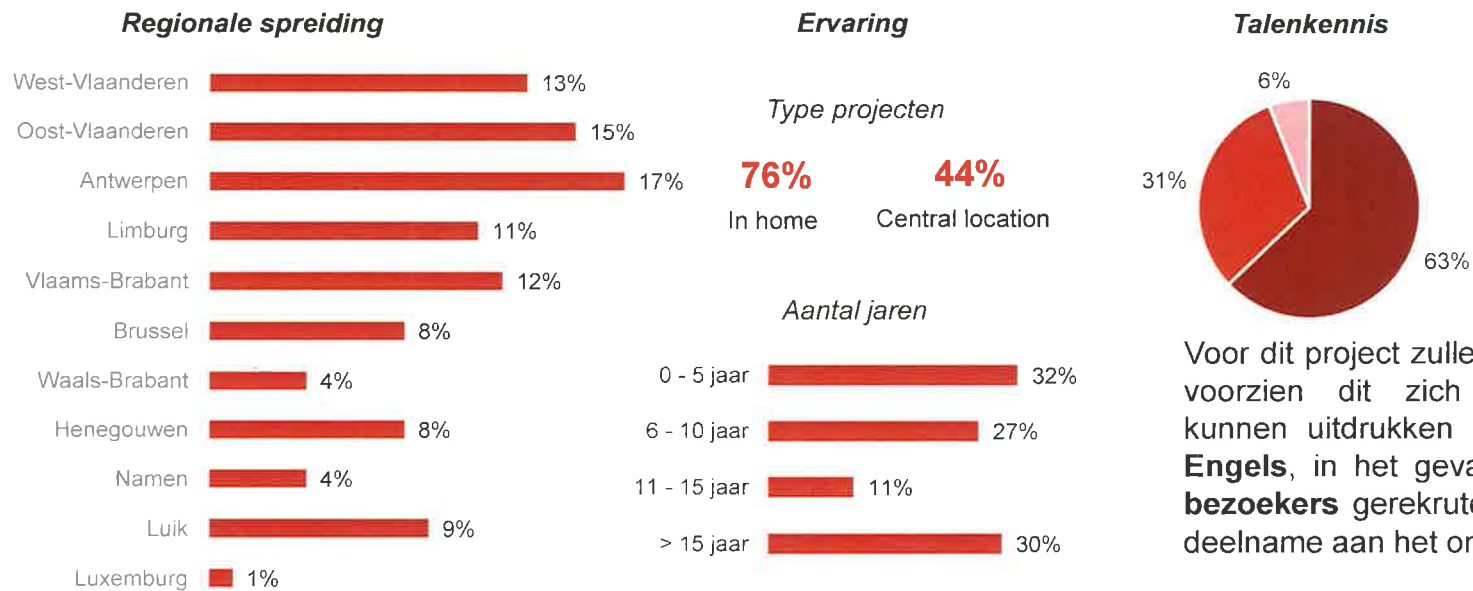 Regionale spreiding
West-Vlaanderen 13%
Oost-Vlaanderen 15%
Antwerpen 17%
Limburg 11%
Vlaams-Brabant 12%
Brussel 8%
Waals-Brabant 4%
Henegouwen 8%
Namen 4%
Luik 9%
Luxemburg 1%
Ervaring
Type projecten
76% 44%
In home Central location
Aantal jaren
0 - 5 jaar 32%
6 - 10 jaar 27%
11 - 15 jaar 11%
> 15 jaar 30%
Talenkennis
6%
31%
63%
Voor dit project zulle
voorzien dit zich
kunnen uitdrukken
Engels, in het geva
bezoekers gerekrute
deelname aan het or